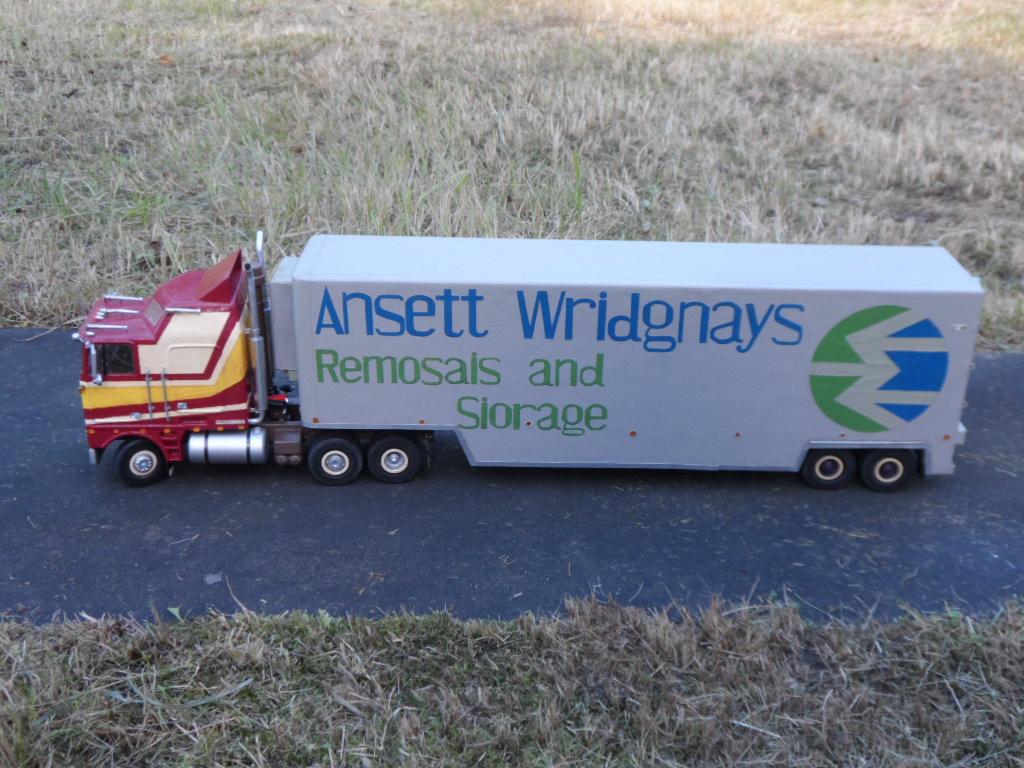 Ansett Wridgnays
Remosais and
Siorage